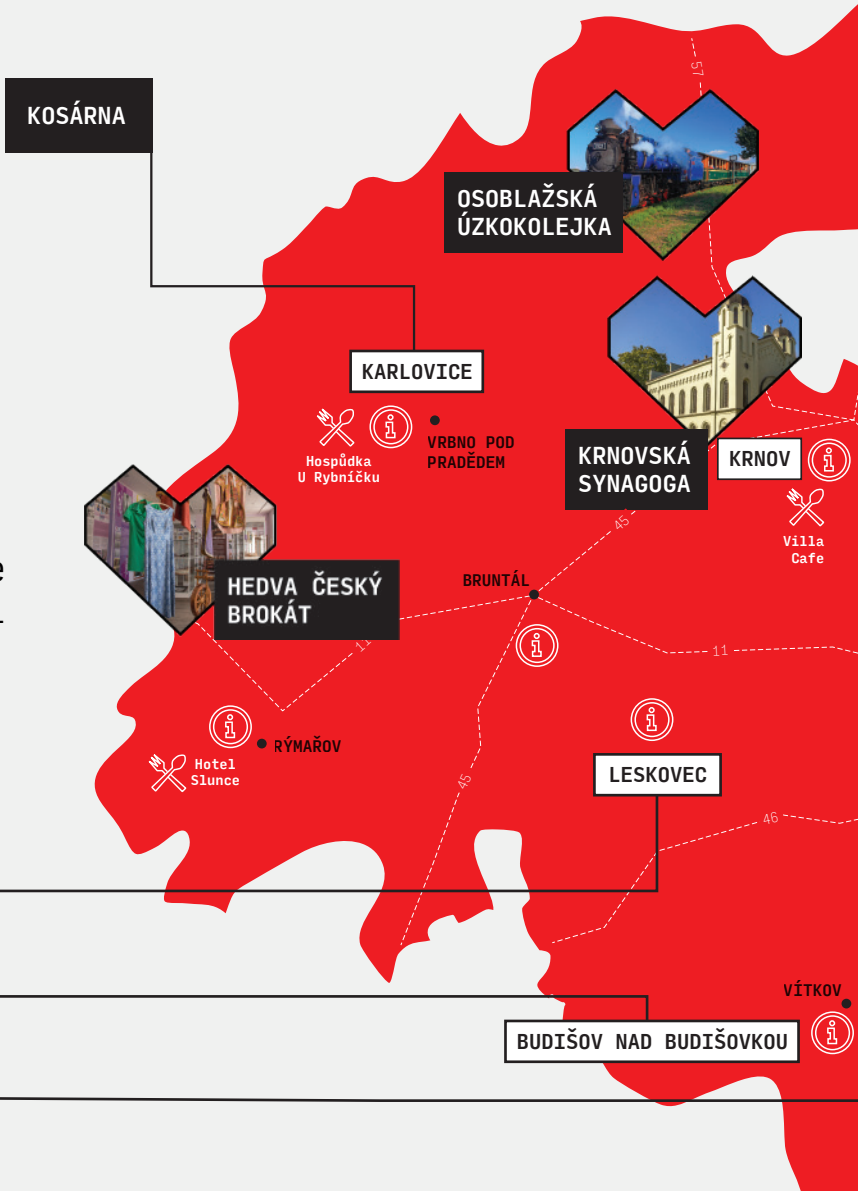 57
KOSÁRNA
OSOBLAŽSKÁ
ÚZKOKOLEJKA
KARLOVICE
Hospůdka
U Rybníčku
VRBNO POD
PRADĚDEM
KRNOVSKÁ
SYNAGOGA
KRNOV
Villa
Cafe
45
e
HEDVA ČESKÝ
BROKÁT
BRUNTÁL
11
11
RÝMAŘOV
Hotel
Slunce
LESKOVEC
45
46
VÍTKOV
BUDIŠOV NAD BUDIŠOVKOU